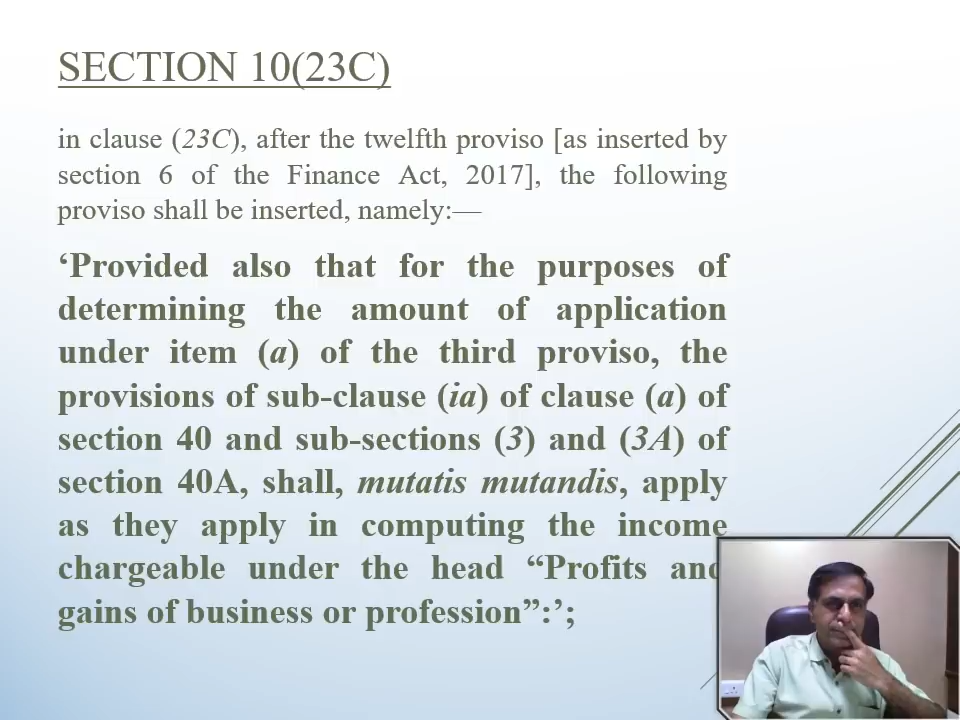 SECTION 10(23C)
in clause (23C), after the twelfth proviso [as inserted by
section 6 of the Finance Act, 2017], the following
proviso shall be inserted, namely:—
‘Provided also that for the purposes of
determining the amount of application
under item (a) of the third proviso, the
provisions of sub-clause (ia) of clause (a) of
section 40 and sub-sections (3) and (3A) of
section 40A, shall, mutatis mutandis, apply
as they apply in computing the income
chargeable under the head “Profits and
gains of business or profession”:’;